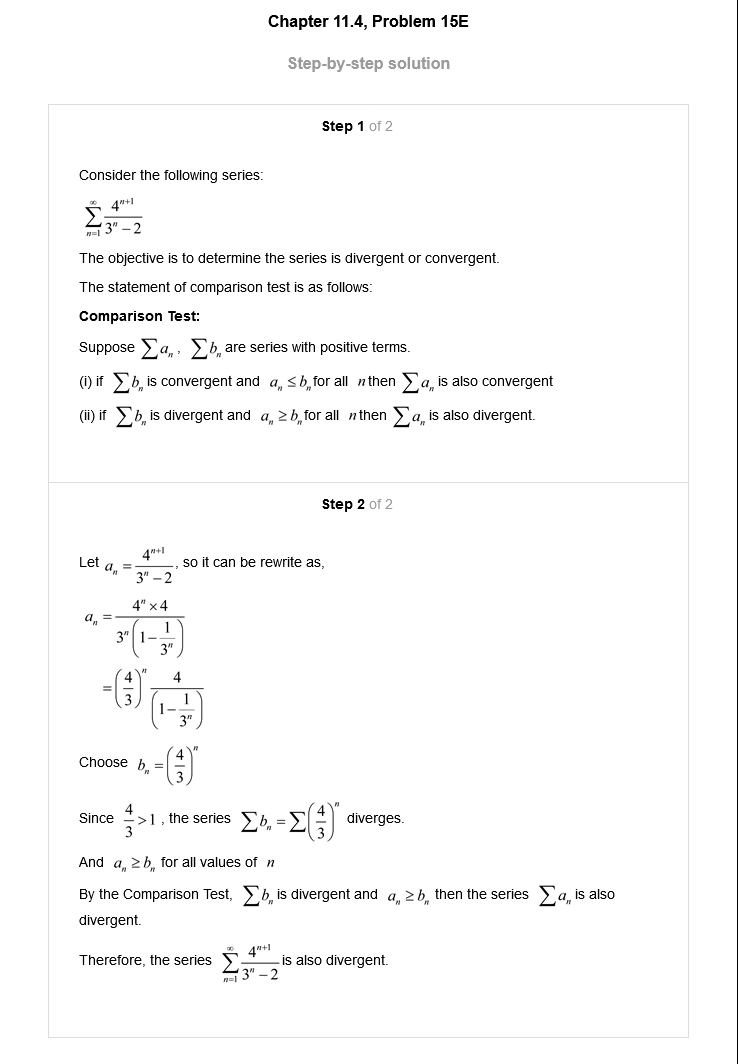 Chapter 11.4, Problem 15E
Step-by-step solution
Step 1 of 2
Consider the following series:
$\sum_{n=1}^{\infty} \frac{4^{n+1}}{3^n - 2}$
The objective is to determine the series is divergent or convergent.
The statement of comparison test is as follows:
Comparison Test:
Suppose $\sum a_n$, $\sum b_n$ are series with positive terms.
(i) if $\sum b_n$ is convergent and $a_n \leq b_n$ for all $n$ then $\sum a_n$ is also convergent
(ii) if $\sum b_n$ is divergent and $a_n \geq b_n$ for all $n$ then $\sum a_n$ is also divergent.
Step 2 of 2
Let $a_n = \frac{4^{n+1}}{3^n - 2}$, so it can be rewrite as,
$a_n = \frac{4^n \times 4}{3^n \left(1 - \frac{1}{3^n}\right)}$
$= \left(\frac{4}{3}\right)^n \frac{4}{\left(1 - \frac{1}{3^n}\right)}$
Choose $b_n = \left(\frac{4}{3}\right)^n$
Since $\frac{4}{3} > 1$, the series $\sum b_n = \sum \left(\frac{4}{3}\right)^n$ diverges.
And $a_n \geq b_n$ for all values of $n$
By the Comparison Test, $\sum b_n$ is divergent and $a_n \geq b_n$ then the series $\sum a_n$ is also
divergent.
Therefore, the series $\sum_{n=1}^{\infty} \frac{4^{n+1}}{3^n - 2}$ is also divergent.